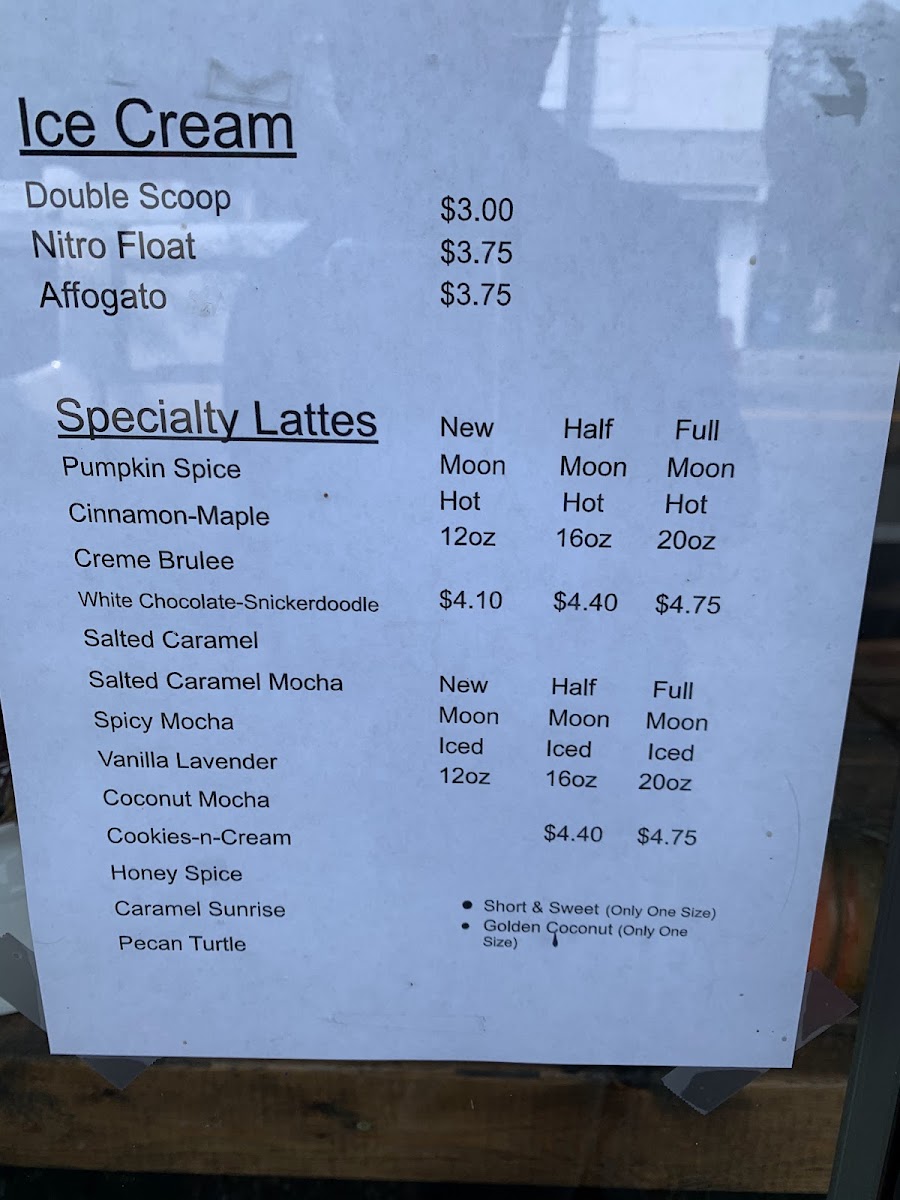 Ice Cream
Double Scoop $3.00
Nitro Float $3.75
Affogato $3.75
Specialty Lattes
Pumpkin Spice
Cinnamon-Maple
Creme Brulee
White Chocolate-Snickerdoodle
Salted Caramel
Salted Caramel Mocha
Spicy Mocha
Vanilla Lavender
Coconut Mocha
Cookies-n-Cream
Honey Spice
Caramel Sunrise
Pecan Turtle
New Half Full
Moon Moon Moon
Hot Hot Hot
12oz 16oz 20oz
$4.10 $4.40 $4.75
New Half Full
Moon Moon Moon
Iced Iced Iced
12oz 16oz 20oz
$4.40 $4.75
• Short & Sweet (Only One Size)
• Golden Coconut (Only One
Size)